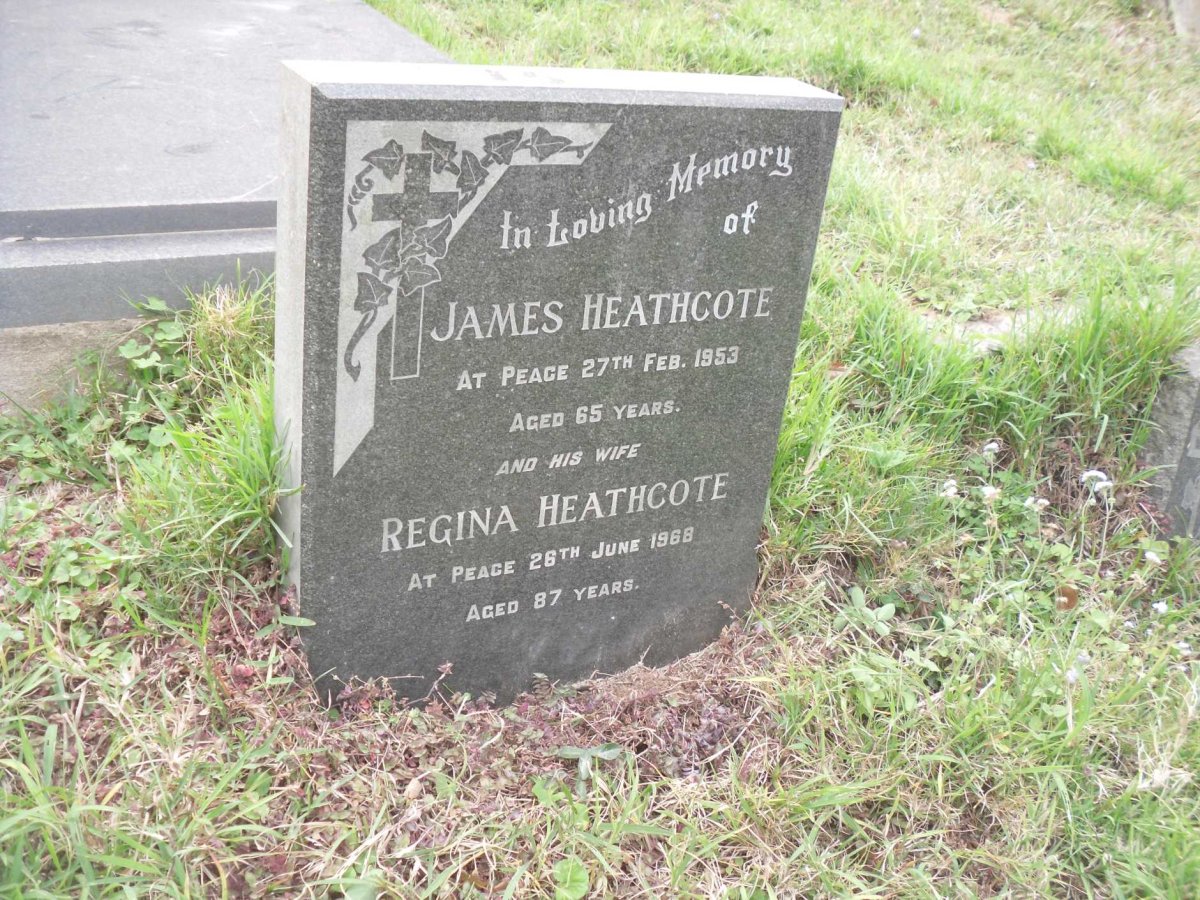 In Loving Memory
of
JAMES HEATHCOTE
AT PEACE 27TH FEB. 1953
AGED 65 YEARS.
AND HIS WIFE
REGINA HEATHCOTE
AT PEACE 26TH JUNE 1968
AGED 87 YEARS.